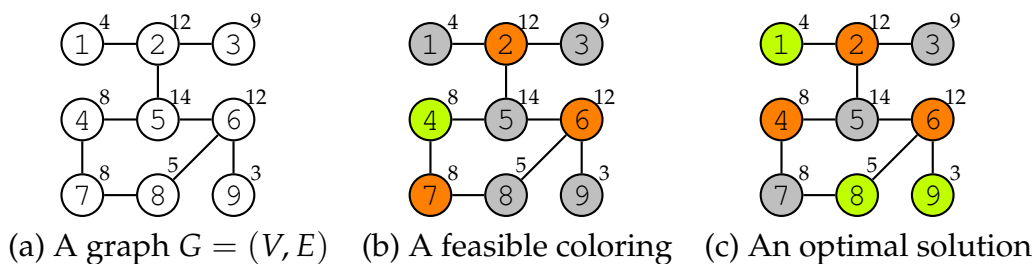 4 12 9 4 12 9 4 12 9
1 2 3 1 2 3 1 2 3
8 14 12 8 14 12 8 14 12
4 5 6 4 5 6 4 5 6
8 5 3 8 5 3 8 5 3
7 8 9 7 8 9 7 8 9
(a) A graph G = (V, E) (b) A feasible coloring (c) An optimal solution